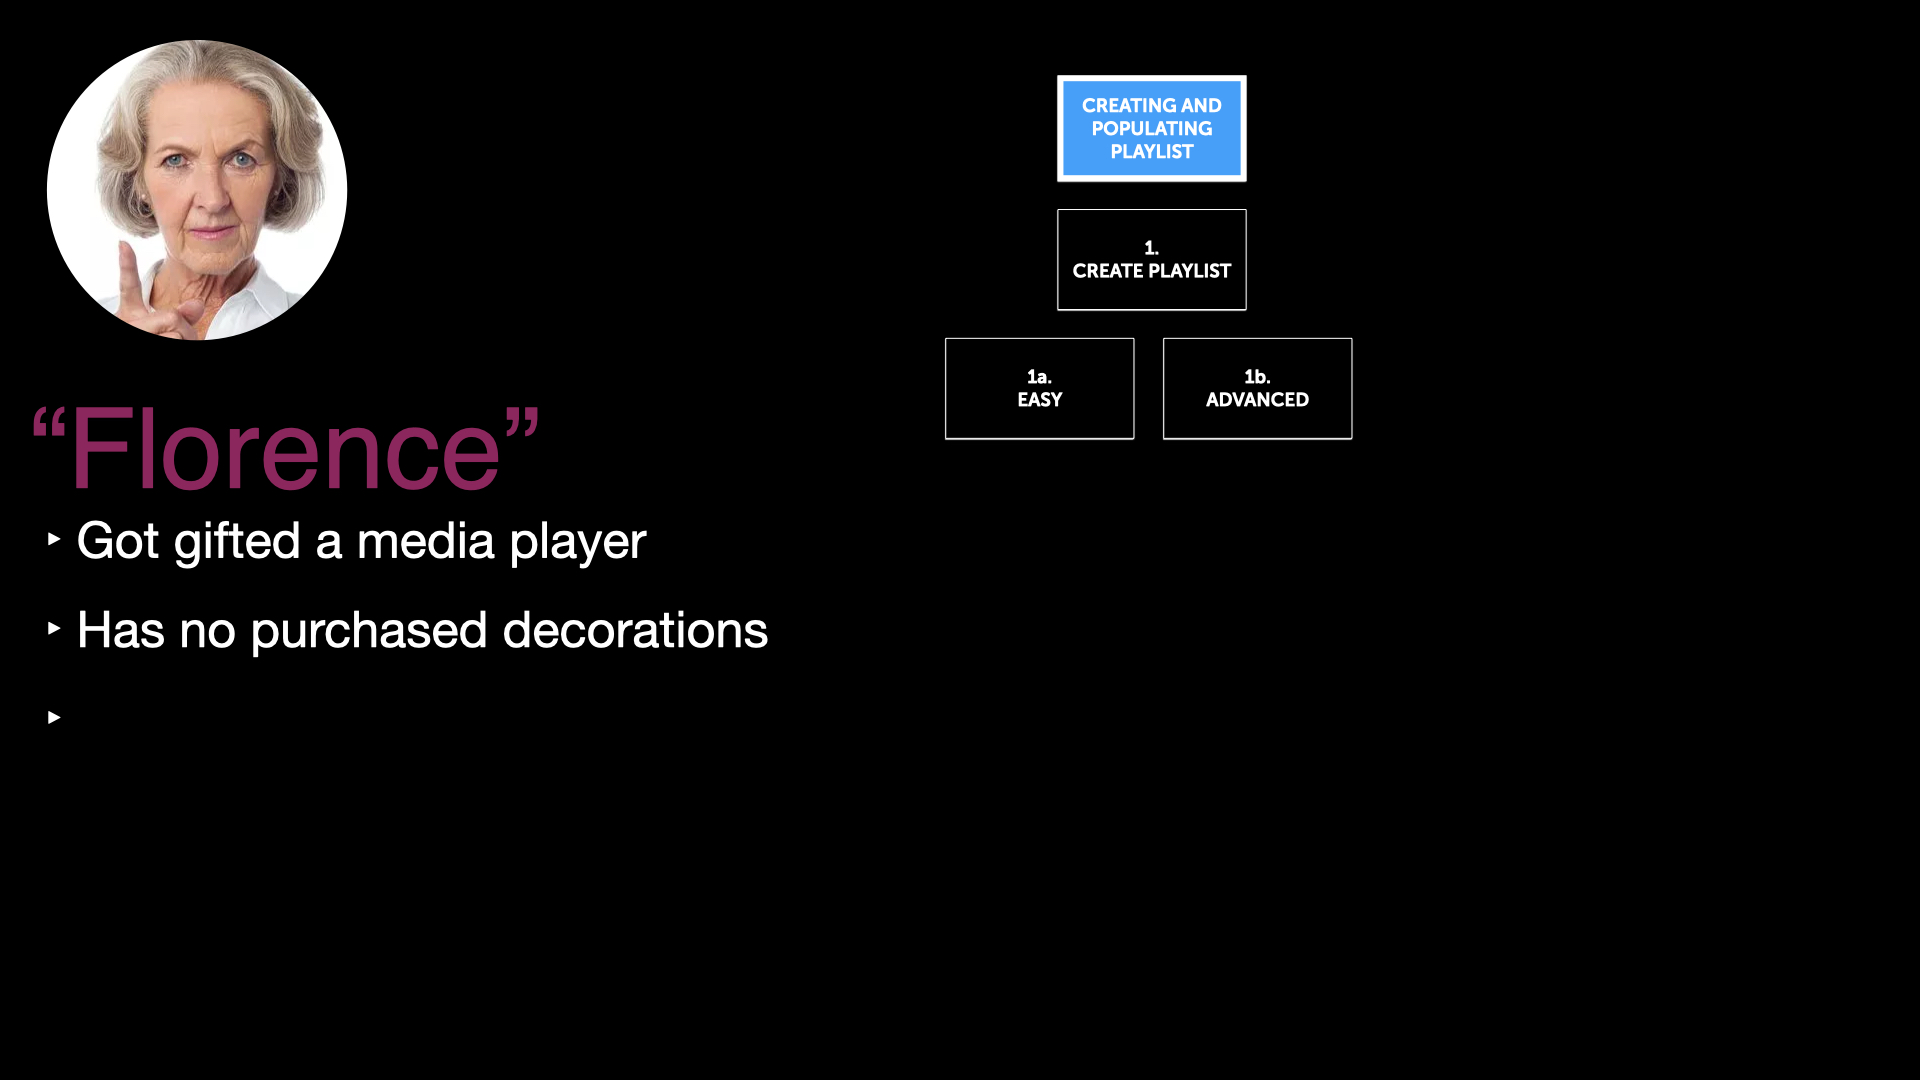 “Florence”
‣ Got gifted a media player
‣ Has no purchased decorations
‣
CREATING AND
POPULATING
PLAYLIST
1.
CREATE PLAYLIST
1a.
EASY
1b.
ADVANCED